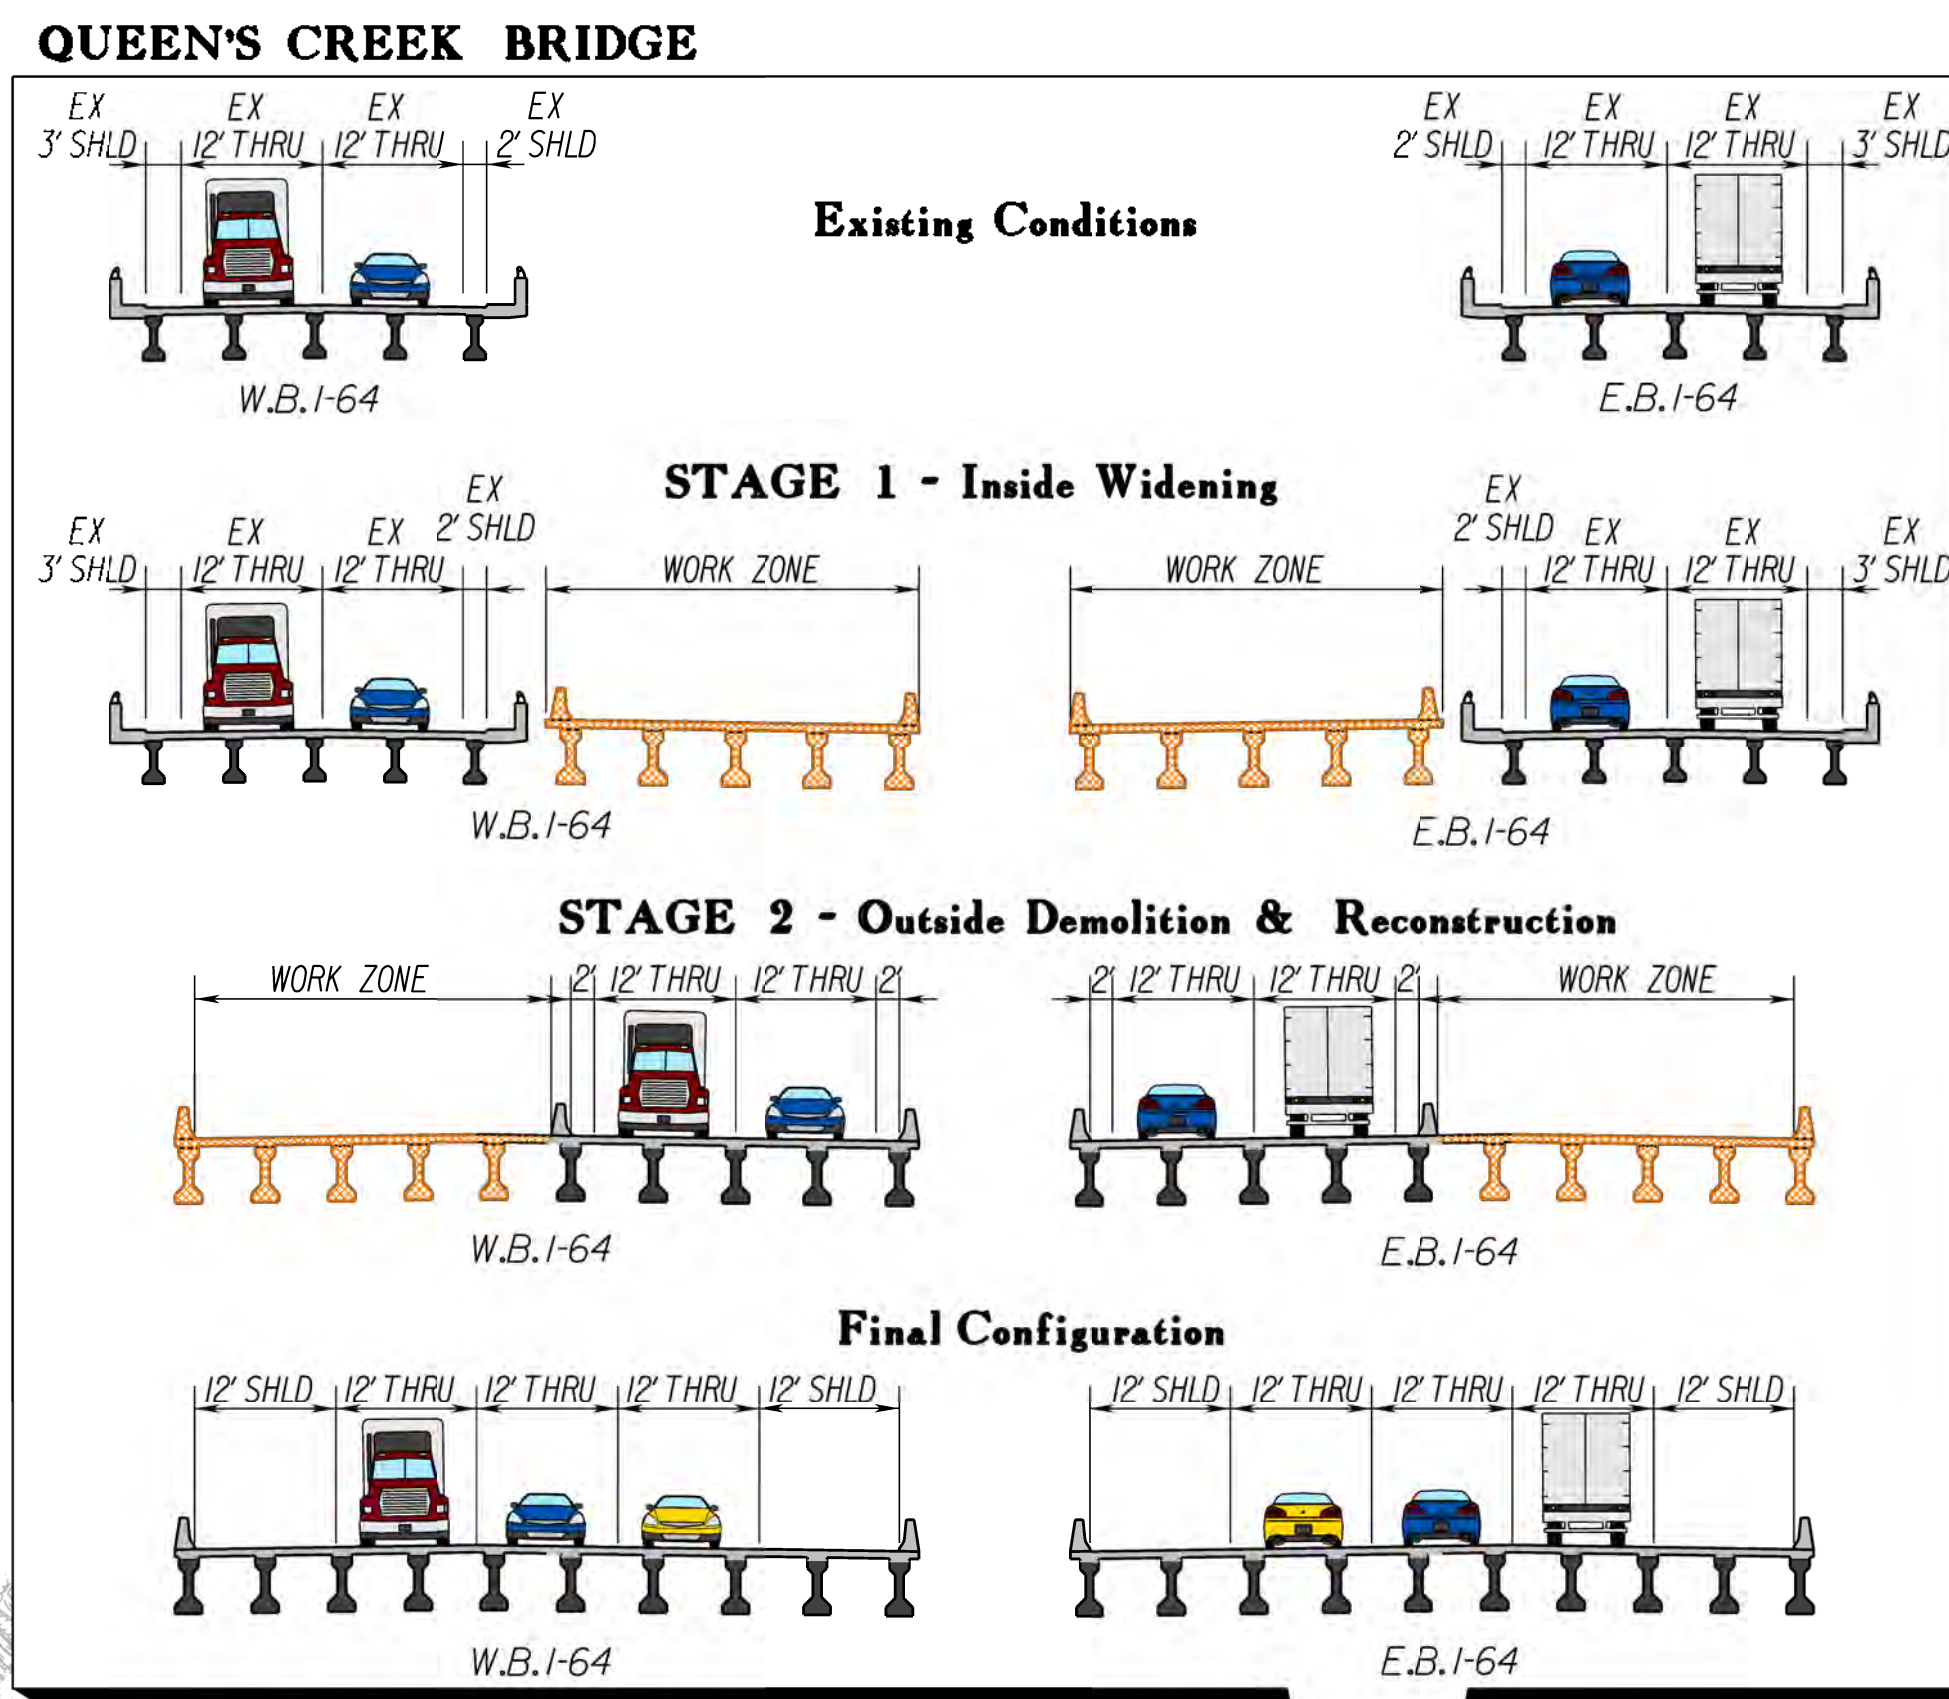 QUEEN'S CREEK BRIDGE
EX EX EX EX
3' SHLD 12' THRU 12' THRU 2' SHLD
EX EX EX EX
2' SHLD 12' THRU 12' THRU 3' SHLD
Existing Conditions
W.B. I-64
E.B. I-64
STAGE 1 - Inside Widening
EX
2' SHLD
EX EX EX
3' SHLD 12' THRU 12' THRU
WORK ZONE
WORK ZONE
EX
2' SHLD
EX EX EX
12' THRU 12' THRU 3' SHLD
W.B. I-64
E.B. I-64
STAGE 2 - Outside Demolition & Reconstruction
WORK ZONE 2' 12' THRU 12' THRU 2'
2' 12' THRU 12' THRU 2' WORK ZONE
W.B. I-64
E.B. I-64
Final Configuration
12' SHLD 12' THRU 12' THRU 12' THRU 12' SHLD
12' SHLD 12' THRU 12' THRU 12' THRU 12' SHLD
W.B. I-64
E.B. I-64